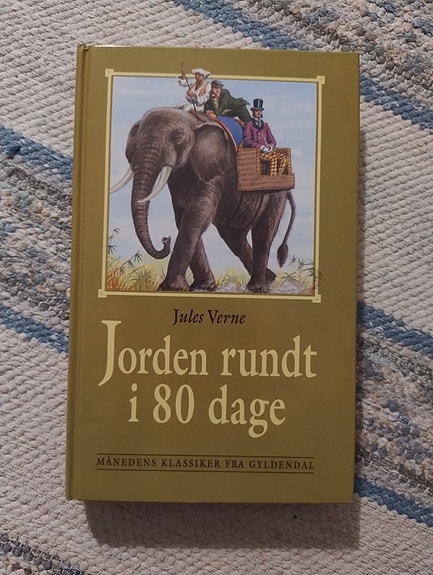 Jules Verne
Jorden rundt
i 80 dage
MÅNEDENS KLASSIKER FRA GYLDENDAL